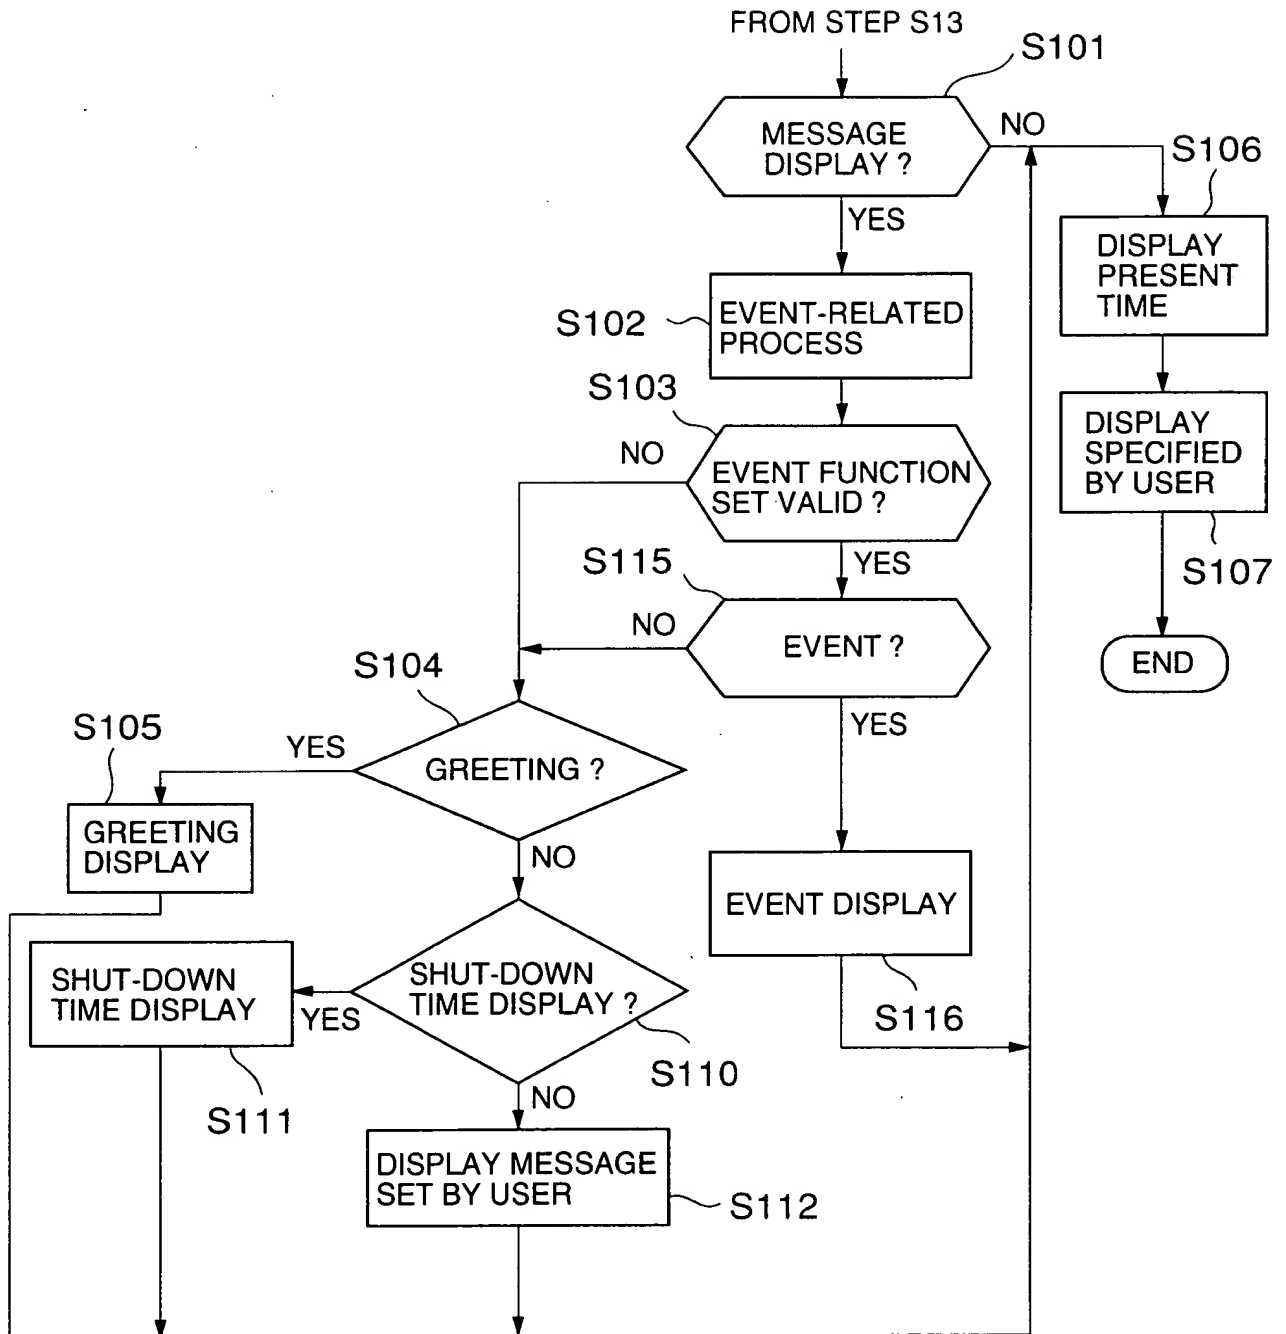 FROM STEP S13
S101
MESSAGE
DISPLAY ?
NO
S106
YES
DISPLAY
PRESENT
TIME
S102
EVENT-RELATED
PROCESS
S103
NO
EVENT FUNCTION
SET VALID ?
DISPLAY
SPECIFIED
BY USER
S107
YES
S115
NO
EVENT ?
END
S104
YES
S105
YES
GREETING ?
GREETING
DISPLAY
NO
EVENT DISPLAY
S116
SHUT-DOWN
TIME DISPLAY
YES
SHUT-DOWN
TIME DISPLAY ?
S110
S111
NO
DISPLAY MESSAGE
SET BY USER
S112